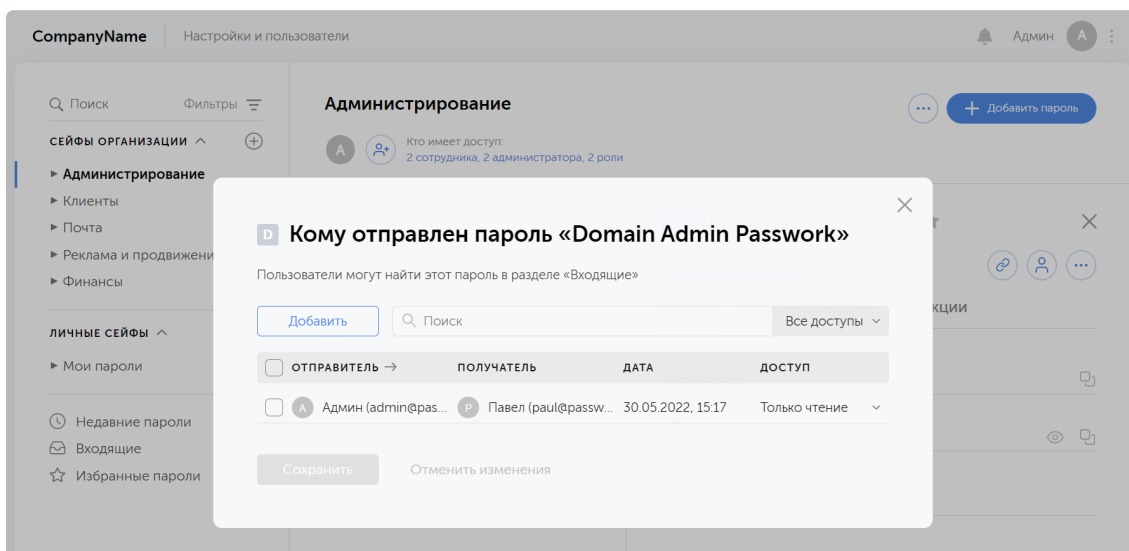 CompanyName
Настройки и пользователи
Админ
A
Поиск
Фильтры
СЕЙФЫ ОРГАНИЗАЦИИ
Администрирование
Клиенты
Почта
Реклама и продвижени
Финансы
ЛИЧНЫЕ СЕЙФЫ
Мои пароли
Недавние пароли
Входящие
Избранные пароли
Администрирование
Добавить пароль
A
Кто имеет доступ:
2 сотрудника, 2 администратора, 2 роли
D Кому отправлен пароль «Domain Admin Passwork»
Пользователи могут найти этот пароль в разделе «Входящие»
Добавить
Поиск
Все доступы
ОТПРАВИТЕЛЬ → ПОЛУЧАТЕЛЬ ДАТА ДОСТУП
A Админ (admin@pas... P Павел (paul@passw... 30.05.2022, 15:17 Только чтение
Сохранить
Отменить изменения
кции